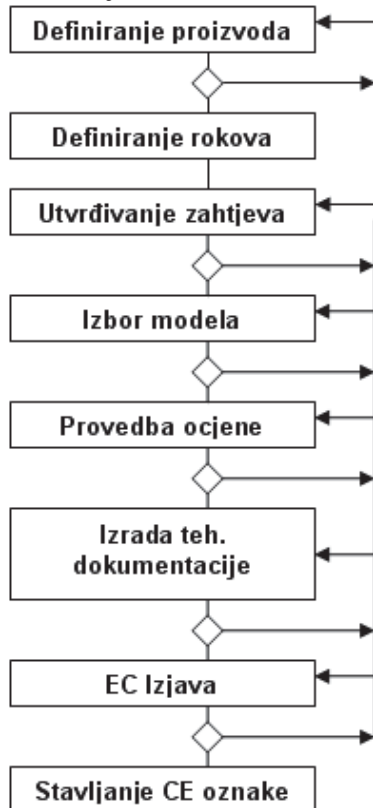 Definiranje proizvoda
Definiranje rokova
Utvrđivanje zahtjeva
Izbor modela
Provedba ocjene
Izrada teh.
dokumentacije
EC Izjava
Stavljanje CE oznake